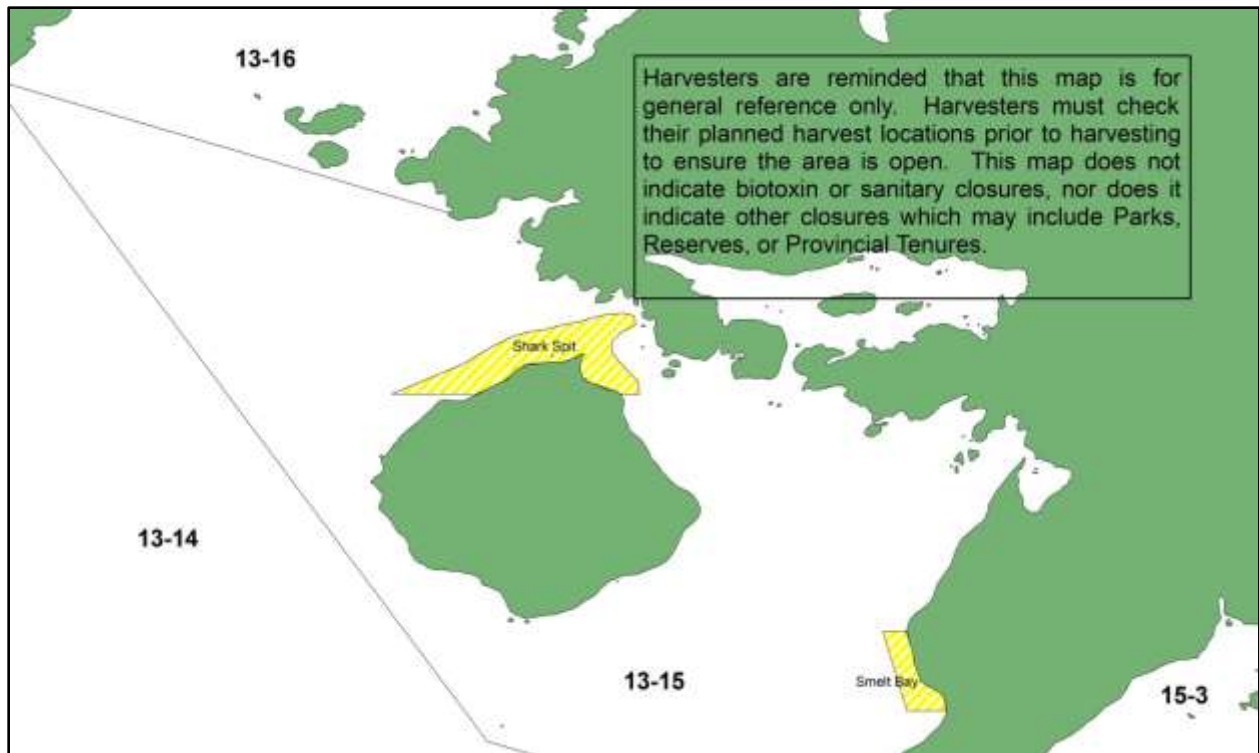 13-16
Harvesters are reminded that this map is for
general reference only. Harvesters must check
their planned harvest locations prior to harvesting
to ensure the area is open. This map does not
indicate biotoxin or sanitary closures, nor does it
indicate other closures which may include Parks,
Reserves, or Provincial Tenures.
Shark Spit
13-14
13-15
Smelt Bay
15-3